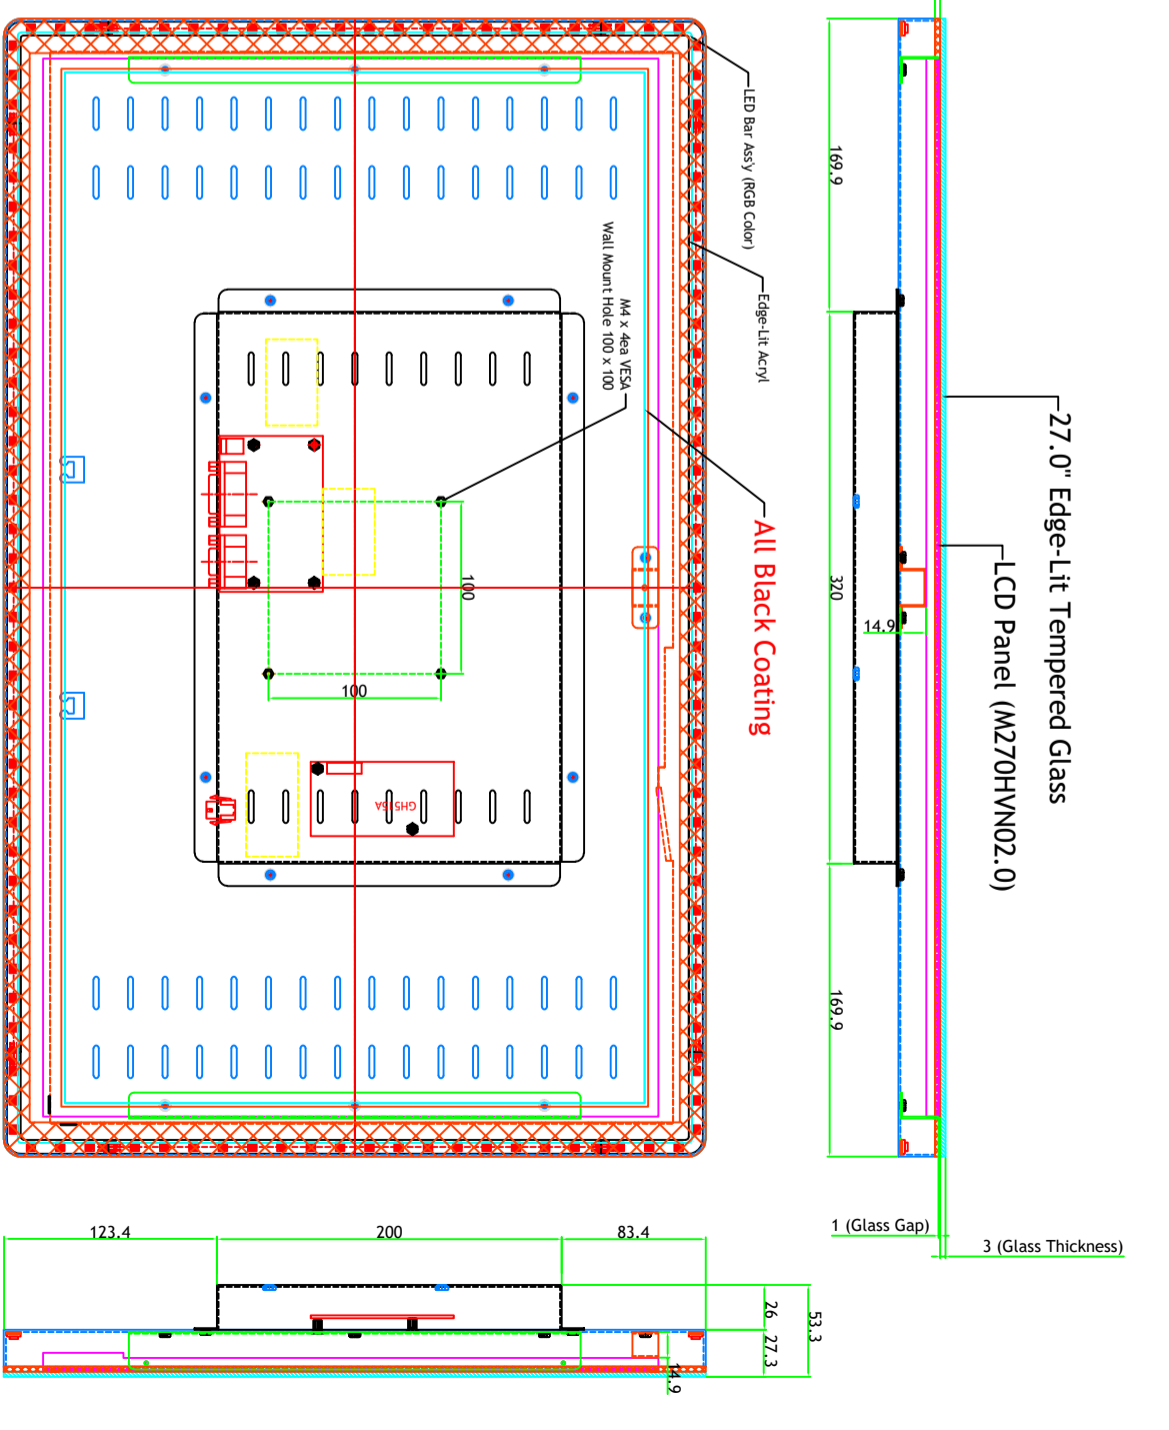 27.0" Edge-Lit Tempered Glass
LCD Panel (M270HVN02.0)
169.9
320
169.9
14.9
LED Bar Ass'y (RGB Color)
Edge-Lit Acryl
All Black Coating
M4 x 4ea VESA
Wall Mount Hole 100 x 100
100
100
GH516A
1 (Glass Gap)
3 (Glass Thickness)
123.4
200
83.4
26
27.3
53.3
14.9